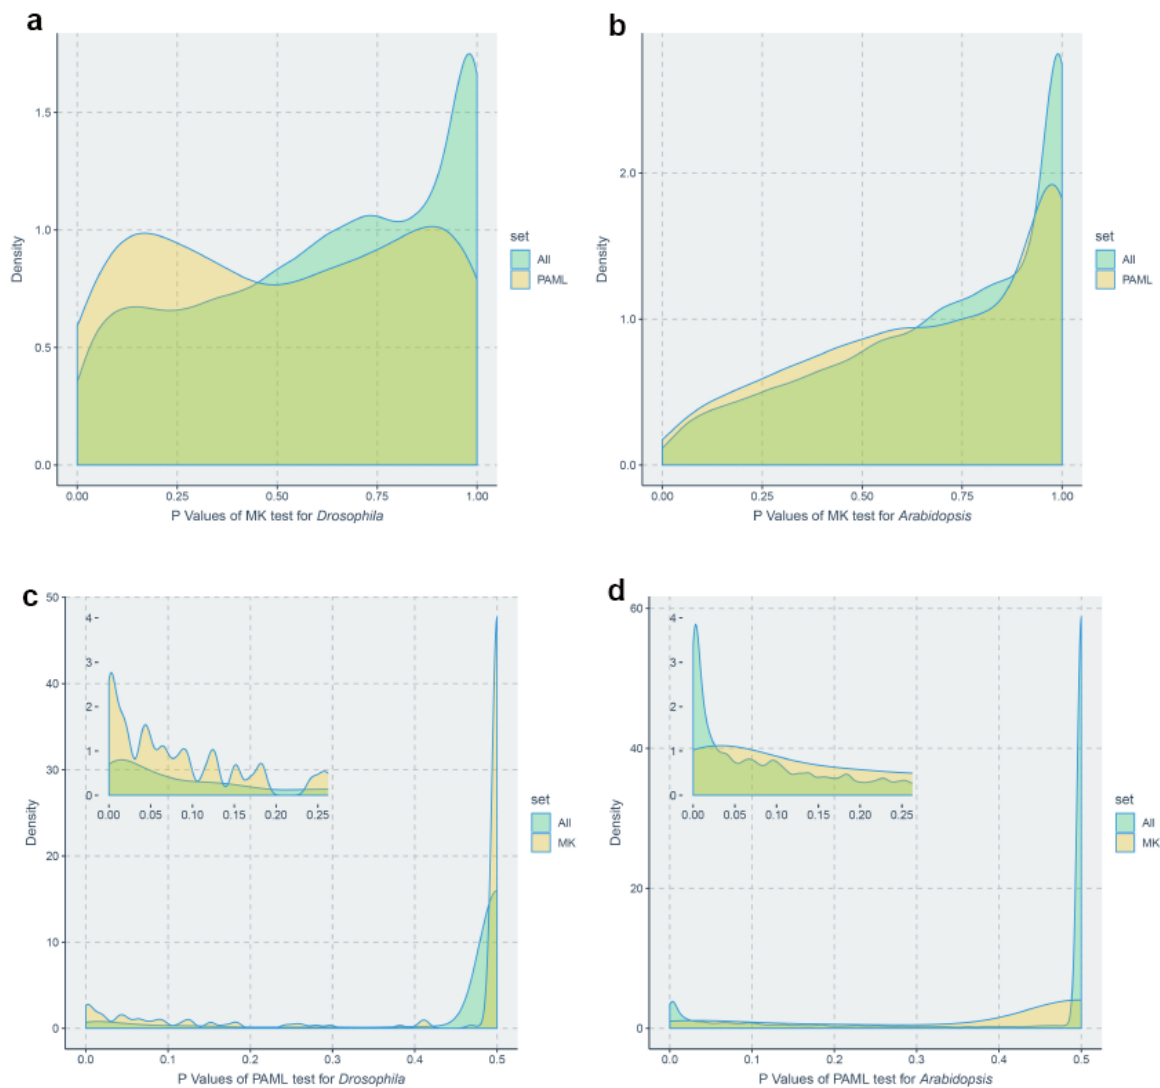 a
1.5
1.0
0.5
0.0
Density
0.00 0.25 0.50 0.75 1.00
P Values of MK test for Drosophila
set
All
PAML
b
2.0
1.0
0.0
Density
0.00 0.25 0.50 0.75 1.00
P Values of MK test for Arabidopsis
set
All
PAML
c
50
40
30
20
10
0
Density
4
3
2
1
0
0.00 0.05 0.10 0.15 0.20 0.25
0.0 0.1 0.2 0.3 0.4 0.5
P Values of PAML test for Drosophila
set
All
MK
d
60
40
20
0
Density
4
3
2
1
0
0.00 0.05 0.10 0.15 0.20 0.25
0.0 0.1 0.2 0.3 0.4 0.5
P Values of PAML test for Arabidopsis
set
All
MK